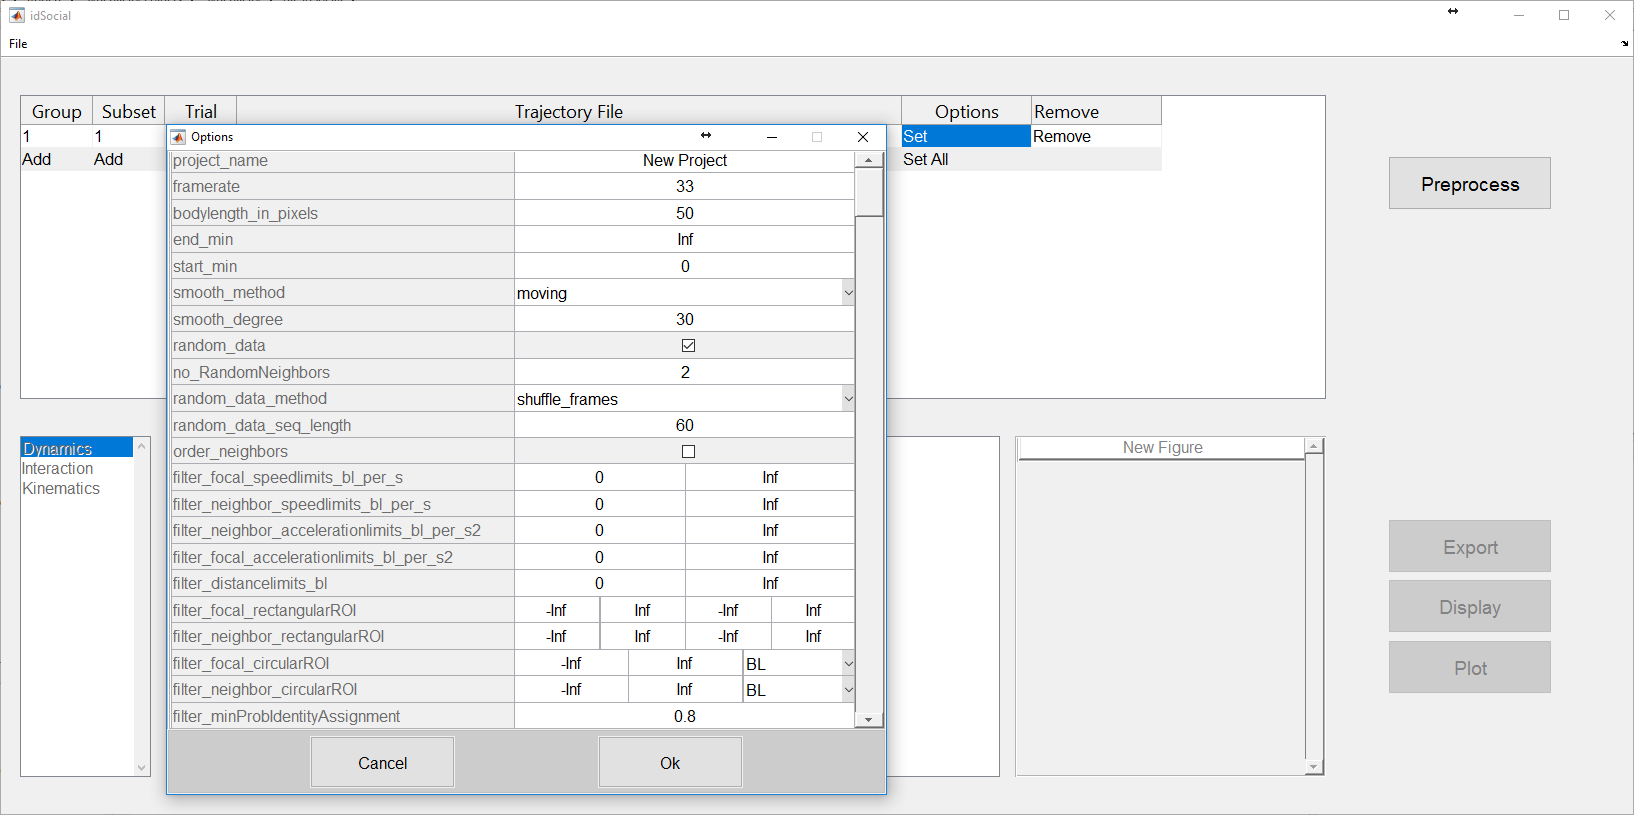 idSocial
File
Group Subset Trial Trajectory File Options Remove
1 1 Set Remove
Add Add Set All
Options
project_name New Project
framerate 33
bodylength_in_pixels 50
end_min Inf
start_min 0
smooth_method moving
smooth_degree 30
random_data
no_RandomNeighbors 2
random_data_method shuffle_frames
random_data_seq_length 60
order_neighbors
filter_focal_speedlimits_bl_per_s 0 Inf
filter_neighbor_speedlimits_bl_per_s 0 Inf
filter_neighbor_accelerationlimits_bl_per_s2 0 Inf
filter_focal_accelerationlimits_bl_per_s2 0 Inf
filter_distancelimits_bl 0 Inf
filter_focal_rectangularROI -Inf Inf -Inf Inf
filter_neighbor_rectangularROI -Inf Inf -Inf Inf
filter_focal_circularROI -Inf Inf BL
filter_neighbor_circularROI -Inf Inf BL
filter_minProbIdentityAssignment 0.8
Cancel Ok
Preprocess
Dynamics
Interaction
Kinematics
New Figure
Export
Display
Plot